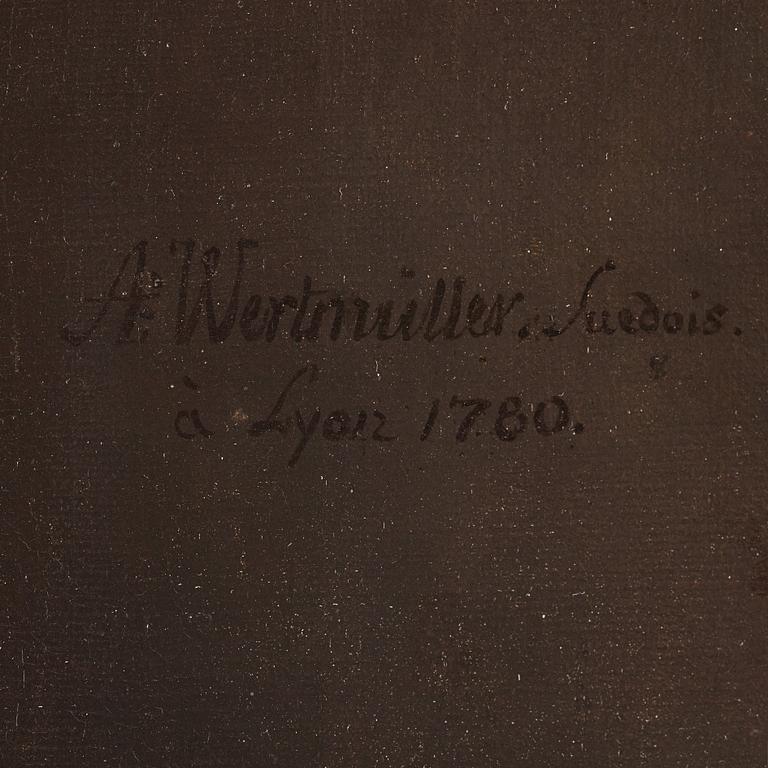 A: Wertmüller. Suedois.
à Lyon 1780.